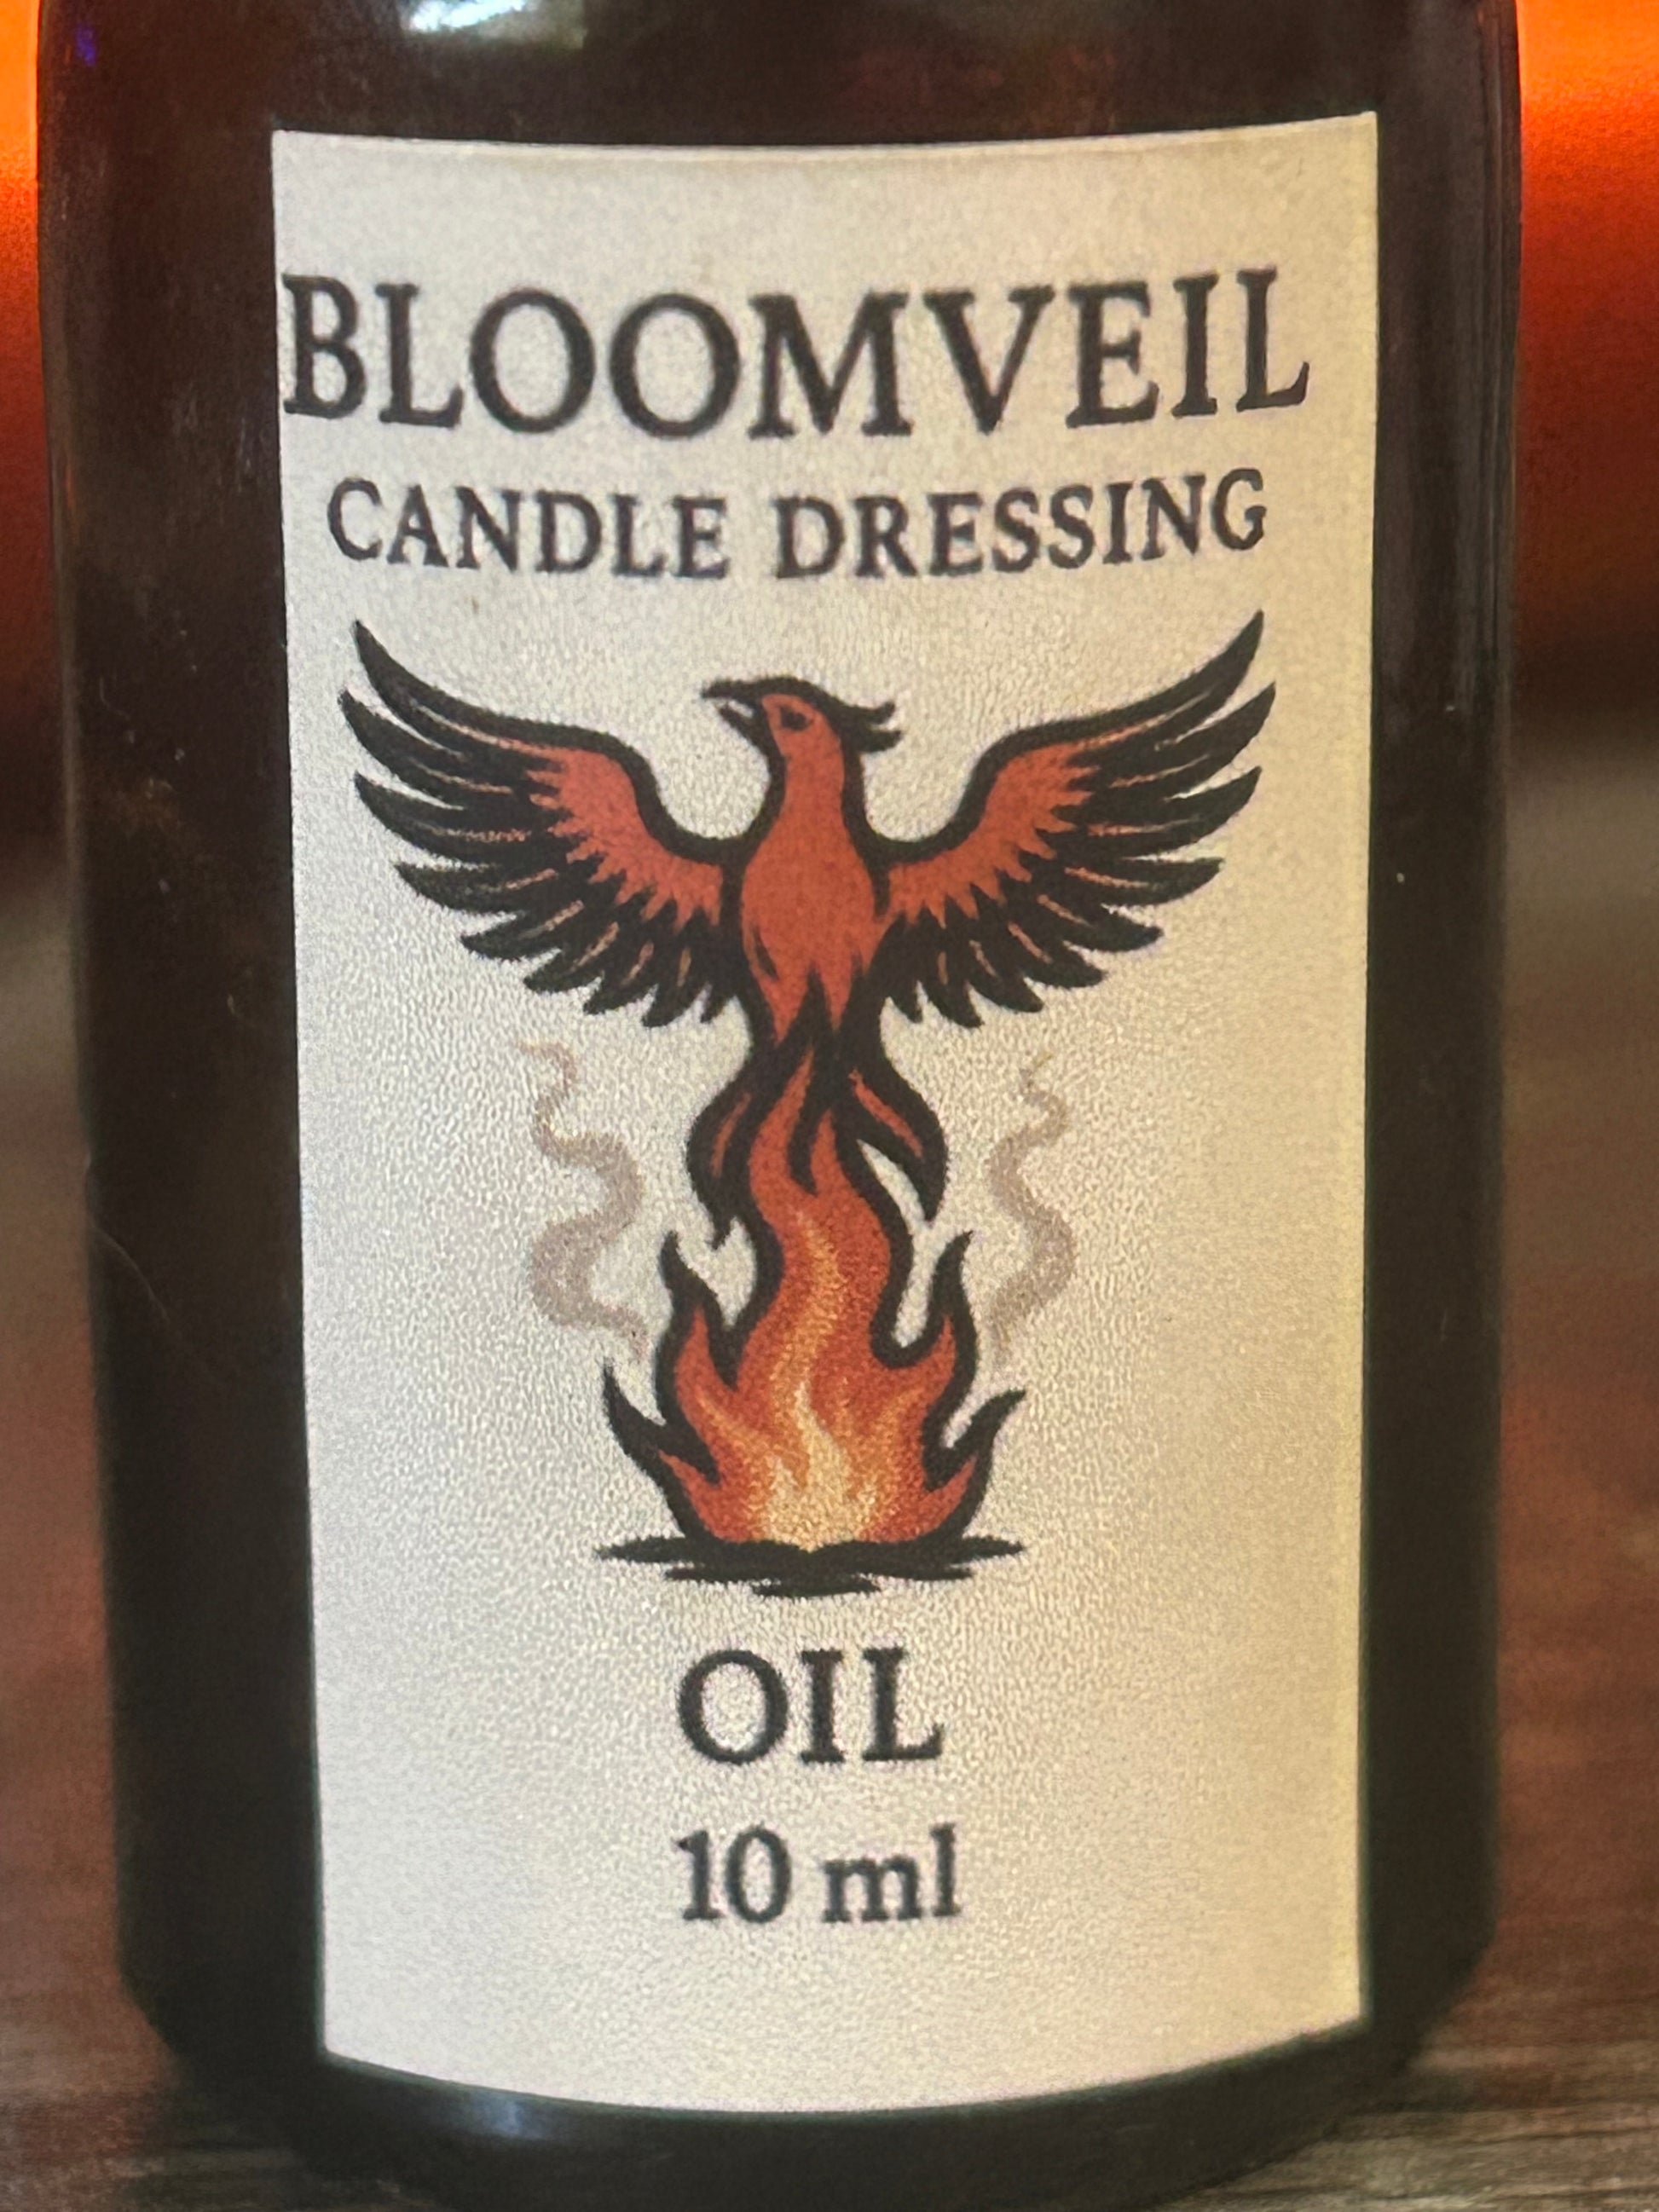 BLOOMVEIL
CANDLE DRESSING
OIL
10 ml